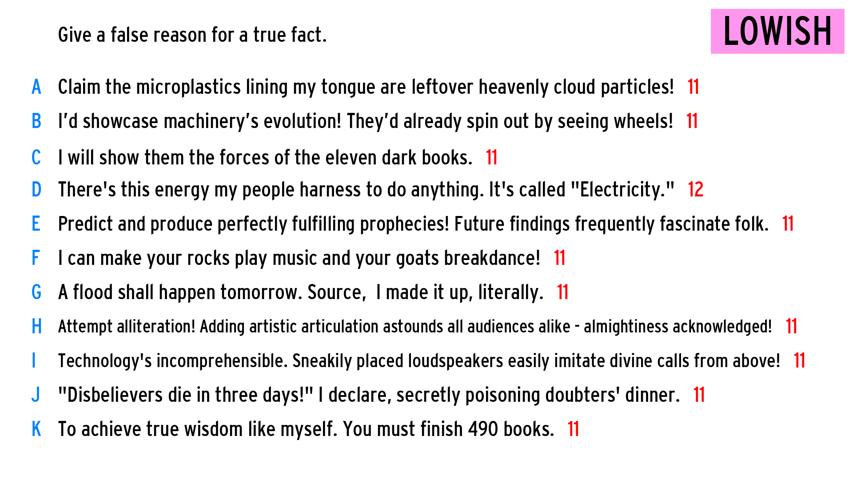 Give a false reason for a true fact.
LOWISH
A Claim the microplastics lining my tongue are leftover heavenly cloud particles! 11
B I'd showcase machinery's evolution! They'd already spin out by seeing wheels! 11
C I will show them the forces of the eleven dark books. 11
D There's this energy my people harness to do anything. It's called "Electricity." 12
E Predict and produce perfectly fulfilling prophecies! Future findings frequently fascinate folk. 11
F I can make your rocks play music and your goats breakdance! 11
G A flood shall happen tomorrow. Source, I made it up, literally. 11
H Attempt alliteration! Adding artistic articulation astounds all audiences alike - almightiness acknowledged! 11
I Technology's incomprehensible. Sneakily placed loudspeakers easily imitate divine calls from above! 11
J "Disbelievers die in three days!" I declare, secretly poisoning doubters' dinner. 11
K To achieve true wisdom like myself. You must finish 490 books. 11